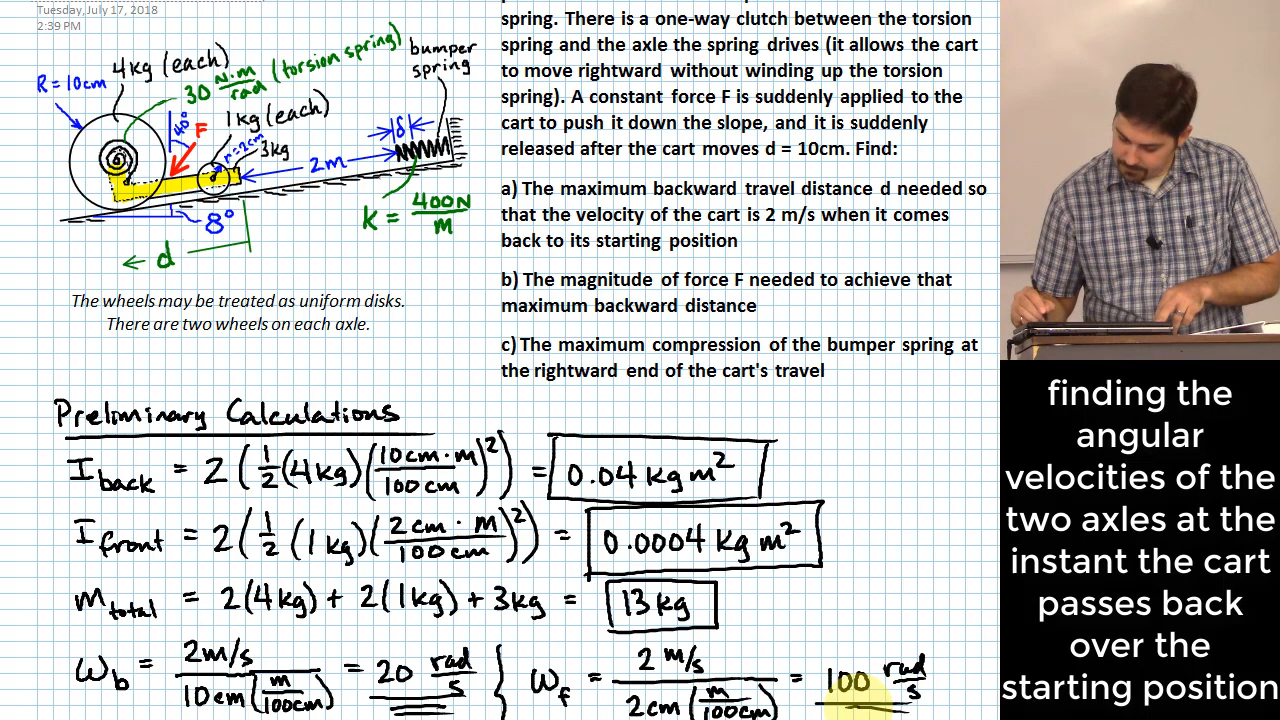 Tuesday, July 17, 2018
2:39 PM
R = 10cm
4kg (each)
30 N·m/rad (torsion spring)
bumper spring
40°
F
1kg (each)
r=2cm
3kg
2m
δ
8°
k = 400N/m
d
The wheels may be treated as uniform disks.
There are two wheels on each axle.
spring. There is a one-way clutch between the torsion
spring and the axle the spring drives (it allows the cart
to move rightward without winding up the torsion
spring). A constant force F is suddenly applied to the
cart to push it down the slope, and it is suddenly
released after the cart moves d = 10cm. Find:
a) The maximum backward travel distance d needed so
that the velocity of the cart is 2 m/s when it comes
back to its starting position
b) The magnitude of force F needed to achieve that
maximum backward distance
c) The maximum compression of the bumper spring at
the rightward end of the cart's travel
Preliminary Calculations
I back = 2 (1/2 (4kg) (10cm·m/100cm)²) = 0.04 kg m²
I front = 2 (1/2 (1kg) (2cm·m/100cm)²) = 0.0004 kg m²
m total = 2(4kg) + 2(1kg) + 3kg = 13kg
ω b = 2m/s / 10cm (m/100cm) = 20 rad/s } ω f = 2 m/s / 2cm (m/100cm) = 100 rad/s
finding the
angular
velocities of the
two axles at the
instant the cart
passes back
over the
starting position